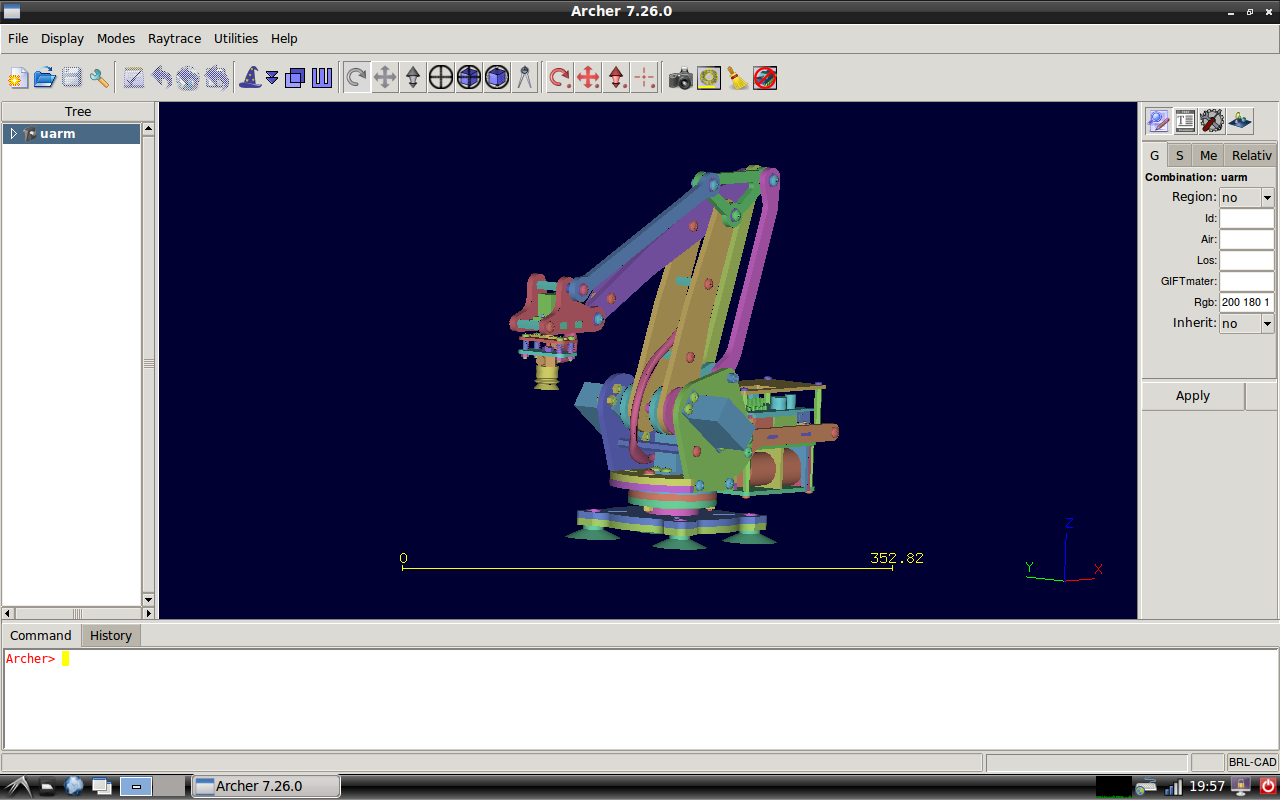 Archer 7.26.0
File Display Modes Raytrace Utilities Help
Tree
uarm
G S Me Relativ
Combination: uarm
Region: no
Id:
Air:
Los:
GIFTmater:
Rgb: 200 180 1
Inherit: no
Apply
0 352.82
Z
Y X
Command History
Archer>
BRL-CAD
Archer 7.26.0
19:57